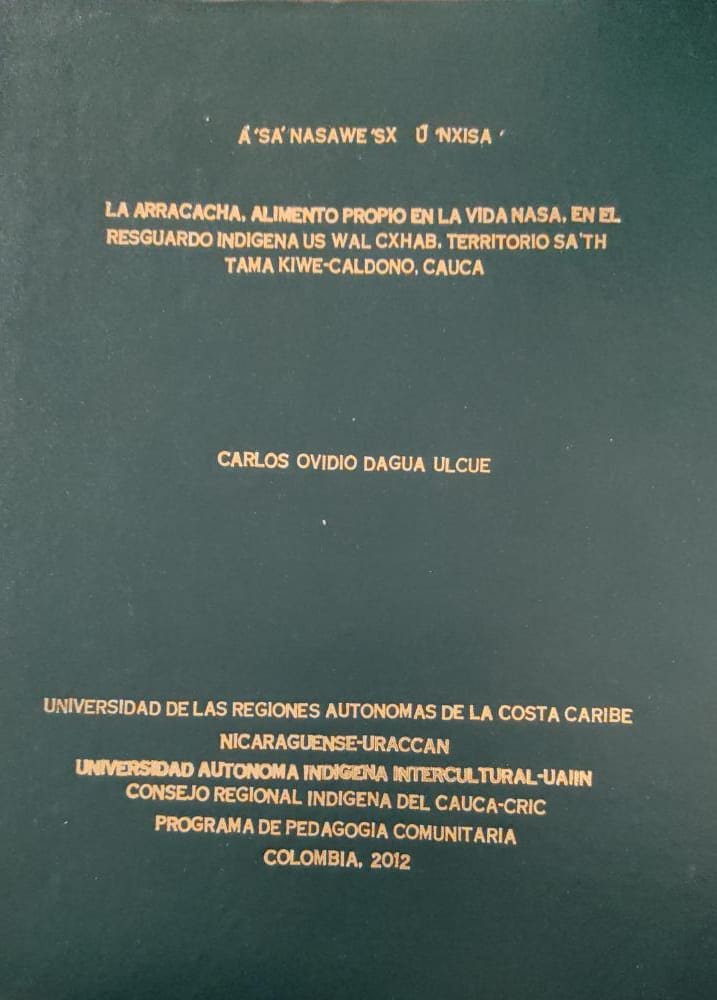 Á'SA' NASAWE'SX Ũ'NXISA'
LA ARRACACHA, ALIMENTO PROPIO EN LA VIDA NASA, EN EL
RESGUARDO INDIGENA US WAL CXHAB, TERRITORIO SA'TH
TAMA KIWE-CALDONO, CAUCA
CARLOS OVIDIO DAGUA ULCUE
UNIVERSIDAD DE LAS REGIONES AUTONOMAS DE LA COSTA CARIBE
NICARAGUENSE-URACCAN
UNIVERSIDAD AUTONOMA INDIGENA INTERCULTURAL-UAIIN
CONSEJO REGIONAL INDIGENA DEL CAUCA-CRIC
PROGRAMA DE PEDAGOGIA COMUNITARIA
COLOMBIA, 2012